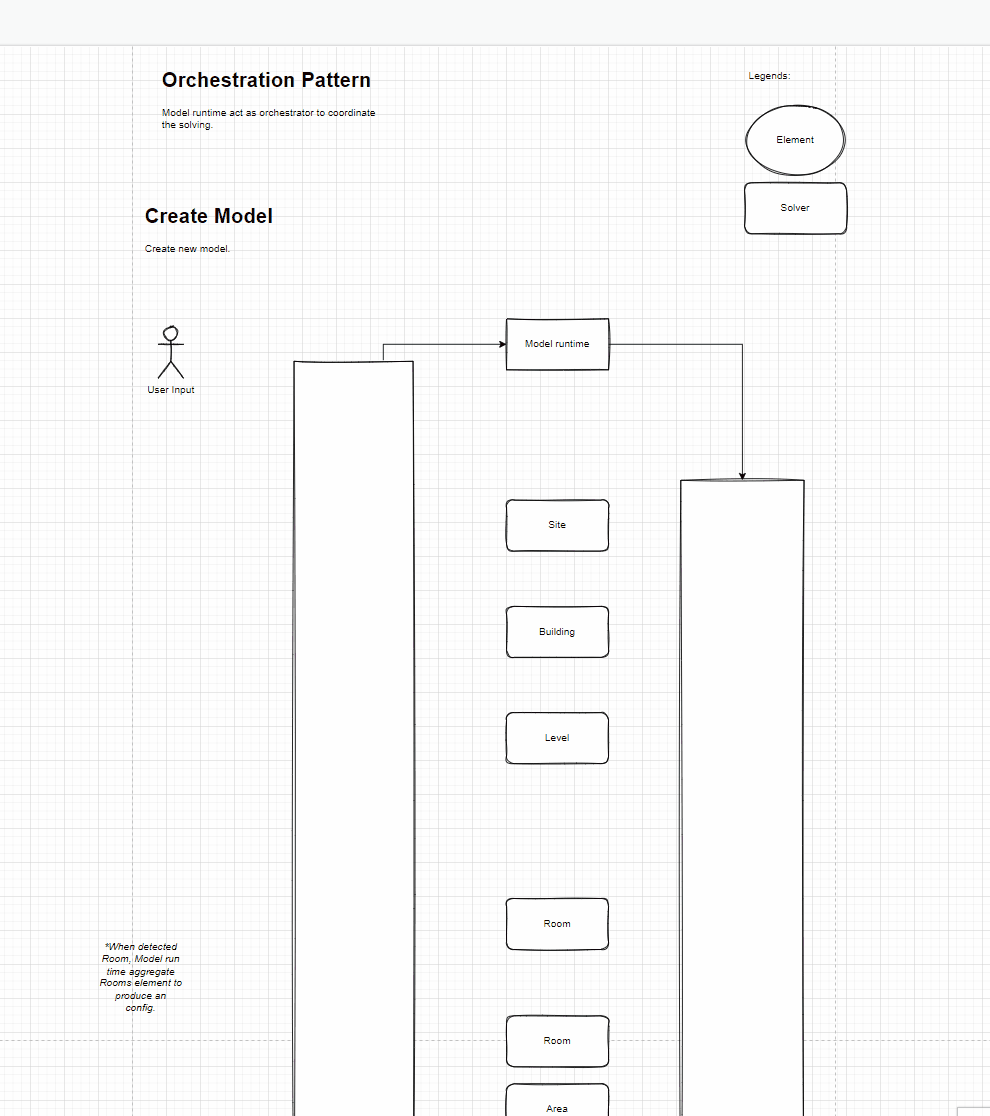 Orchestration Pattern
Model runtime act as orchestrator to coordinate
the solving.
Legends:
Element
Solver
Create Model
Create new model.
User Input
Model runtime
Site
Building
Level
Room
*When detected
Room, Model run
time aggregate
Rooms element to
produce an
config.
Room
Area